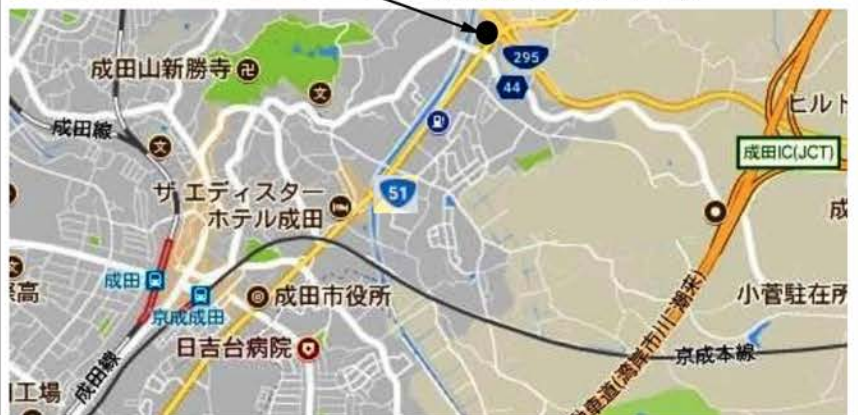 295
44
成田山新勝寺
ヒルト
成田線
成田IC(JCT)
ザ エディスター
ホテル成田
51
成
成田
成田市役所
小菅駐在所
京成成田
日吉台病院
京成本線
成田線
工場